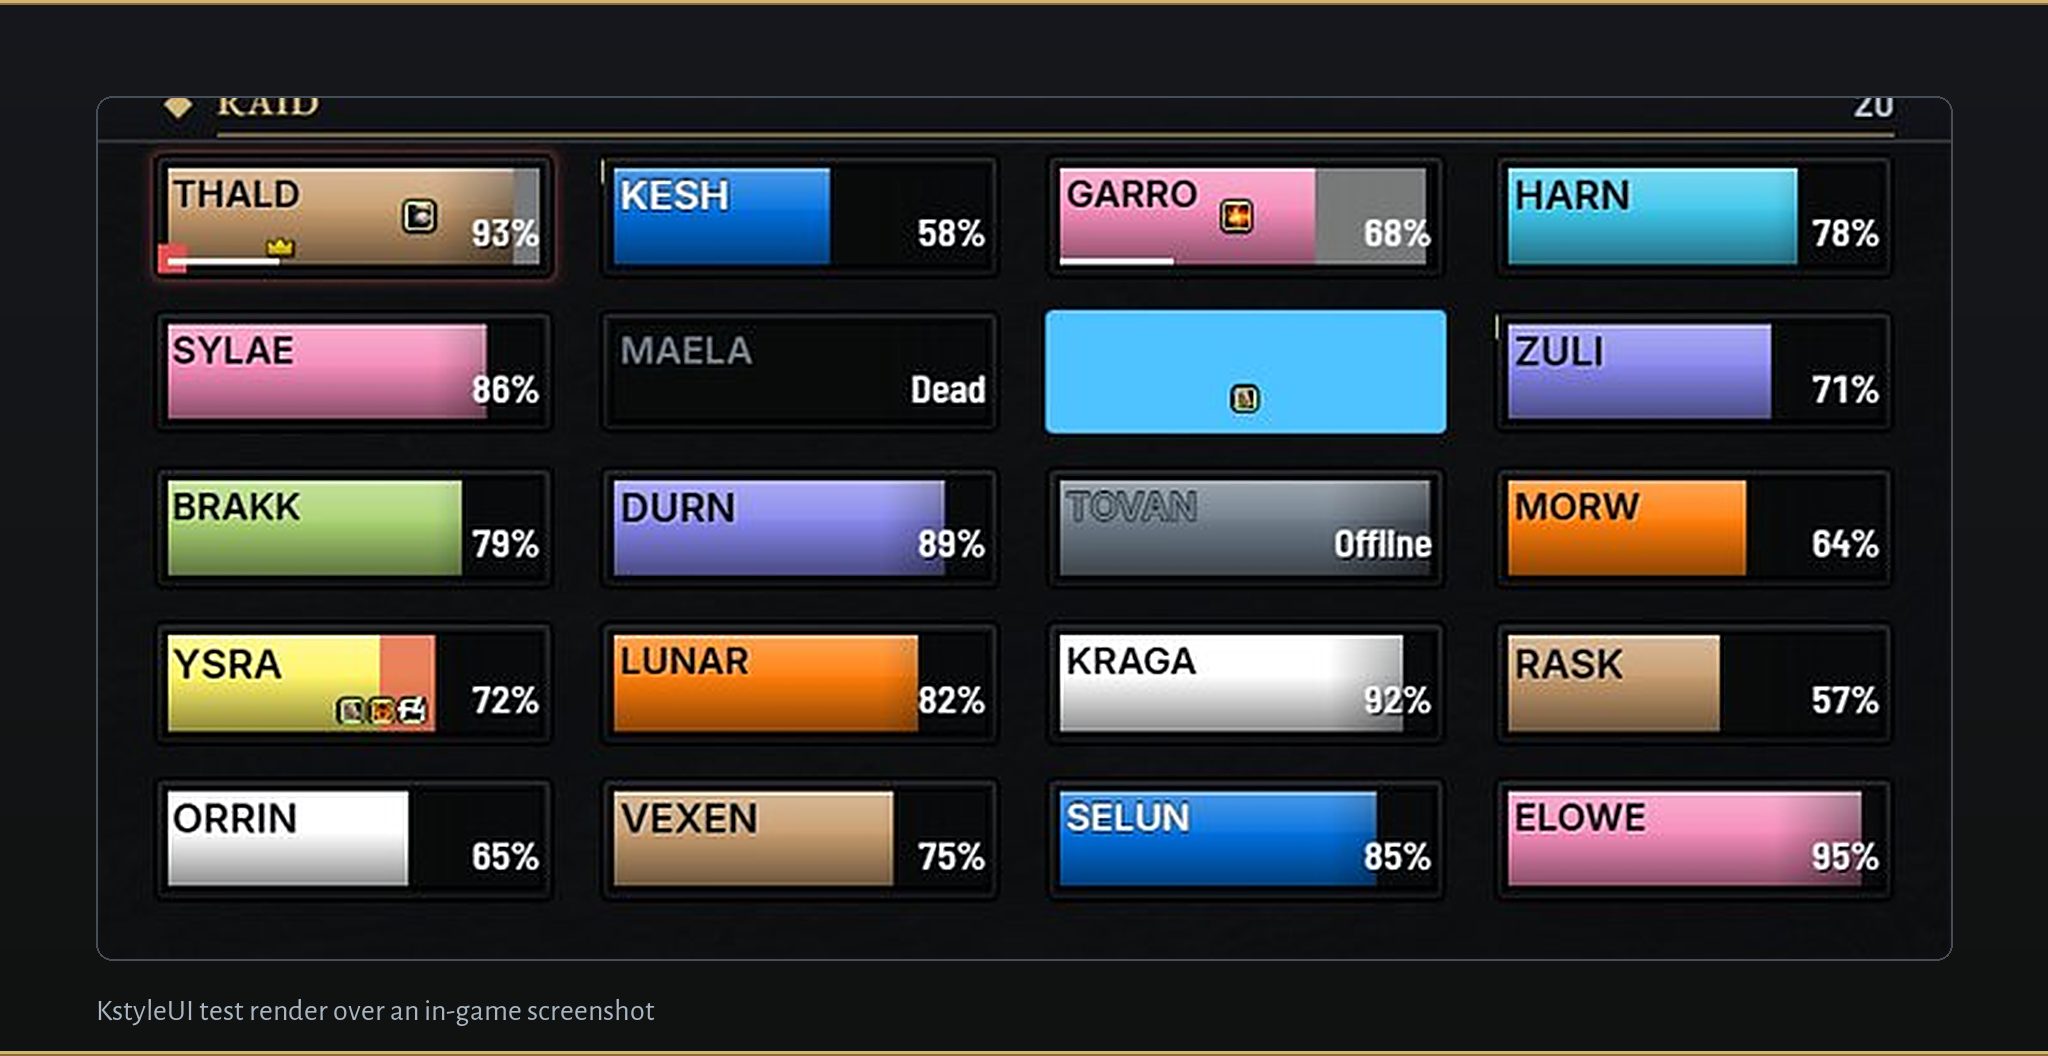 RAID 20
THALD KESH GARRO HARN
93% 58% 68% 78%
SYLAE MAELA ZULI
86% Dead 71%
BRAKK DURN TOVAN MORW
79% 89% Offline 64%
YSRA LUNAR KRAGA RASK
72% 82% 92% 57%
ORRIN VEXEN SELUN ELOWE
65% 75% 85% 95%
KstyleUI test render over an in-game screenshot